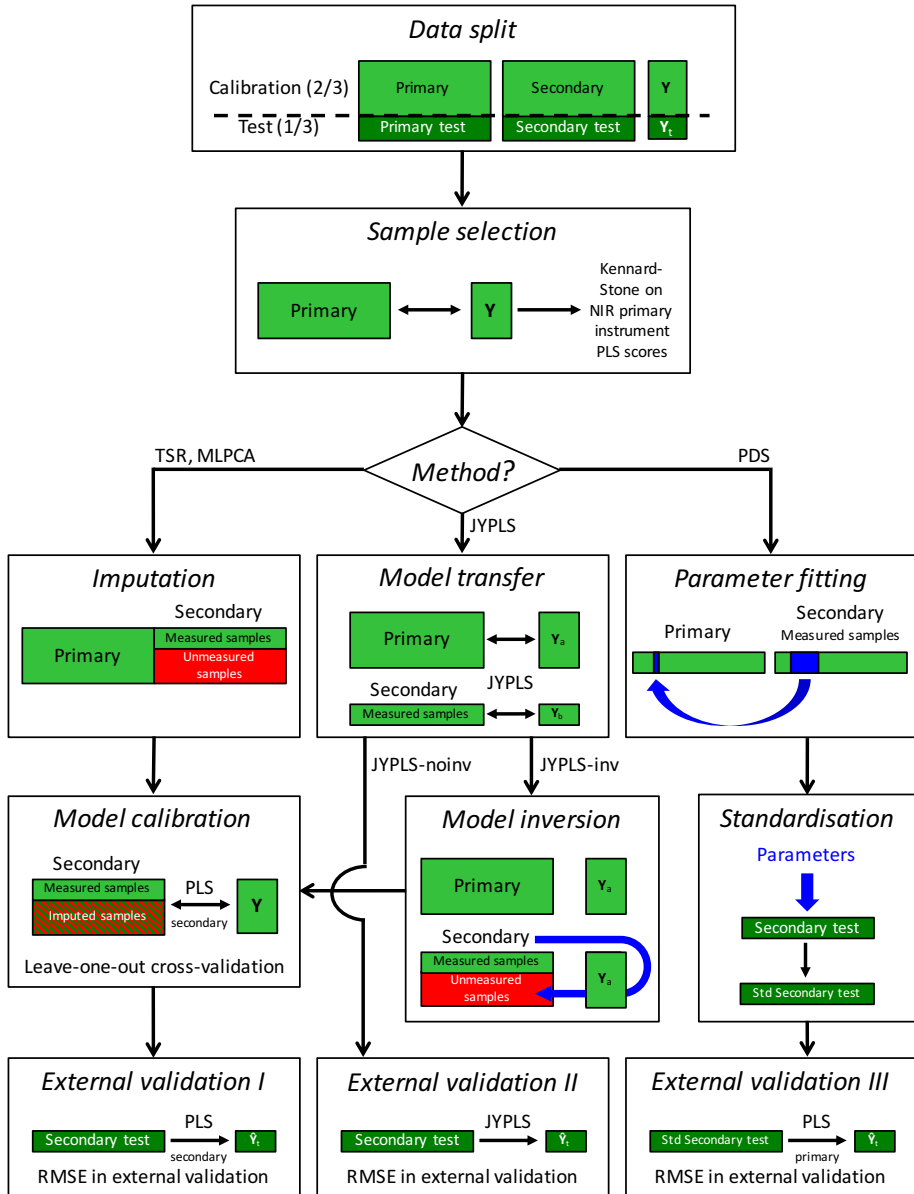 Data split
Calibration (2/3)
Primary
Secondary
Y
Test (1/3)
Primary test
Secondary test
Yt
Sample selection
Primary
Y
Kennard-
Stone on
NIR primary
instrument
PLS scores
TSR, MLPCA
Method?
PDS
JYPLS
Imputation
Secondary
Primary
Measured samples
Unmeasured
samples
Model transfer
Primary
Ya
Secondary
JYPLS
Measured samples
Yb
Parameter fitting
Secondary
Primary
Measured samples
JYPLS-noinv
JYPLS-inv
Model calibration
Secondary
Measured samples
PLS
Imputed samples
secondary
Y
Leave-one-out cross-validation
Model inversion
Primary
Ya
Secondary
Measured samples
Unmeasured
samples
Ya
Standardisation
Parameters
Secondary test
Std Secondary test
External validation I
Secondary test
PLS
secondary
Ŷt
RMSE in external validation
External validation II
Secondary test
JYPLS
Ŷt
RMSE in external validation
External validation III
Std Secondary test
PLS
primary
Ŷt
RMSE in external validation